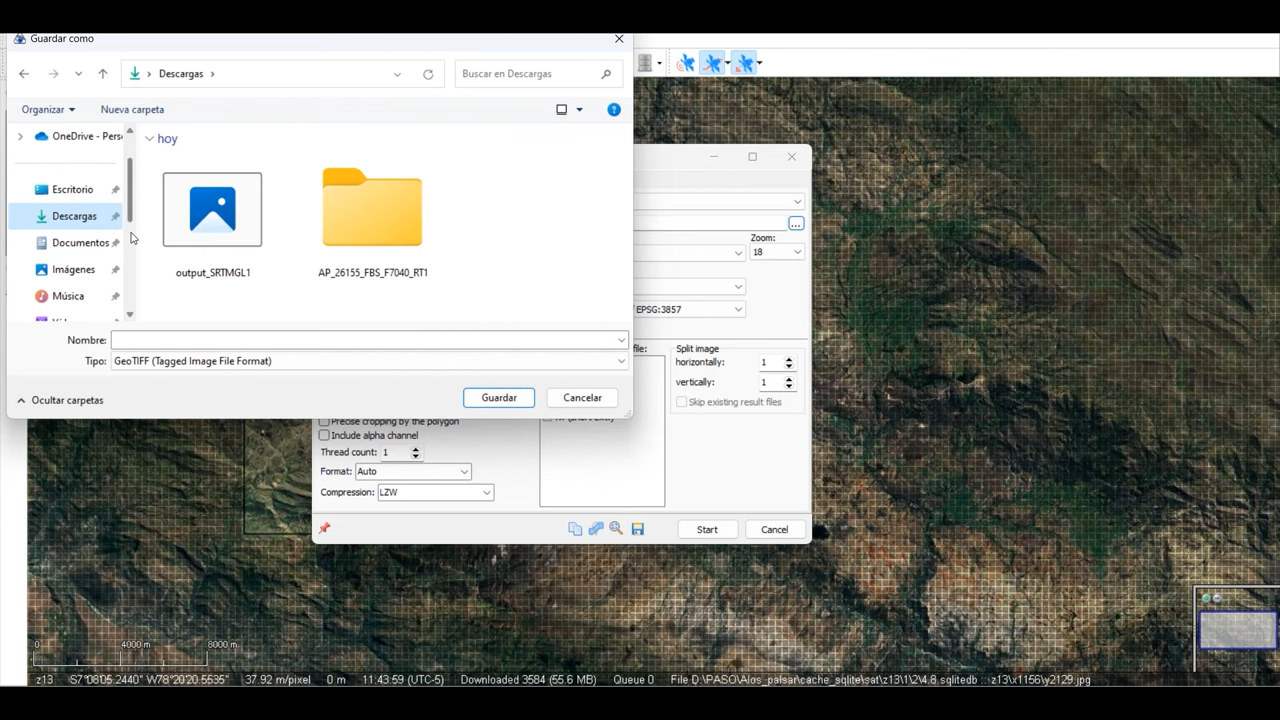 Guardar como
Descargas
Buscar en Descargas
Organizar
Nueva carpeta
OneDrive - Pers
hoy
Escritorio
Descargas
Documentos
Imágenes
Música
output_SRTMGL1
AP_26155_FBS_F7040_RT1
Nombre:
Tipo: GeoTIFF (Tagged Image File Format)
Ocultar carpetas
Guardar
Cancelar
...
Zoom:
18
/ EPSG:3857
file:
Split image
horizontally: 1
vertically: 1
Skip existing result files
Precise cropping by the polygon
Include alpha channel
Thread count: 1
Format: Auto
Compression: LZW
Start
Cancel
0 4000 m 8000 m
z13 S7°08'05.2440" W78°20'20.5535" 37.92 m/pixel 0 m 11:43:59 (UTC-5) Downloaded 3584 (55.6 MB) Queue 0 File D:\PASO\Alos_palsar\cache_sqlite\sat\z13\1\2\4.8.sqlitedb :: z13\x1156\y2129.jpg